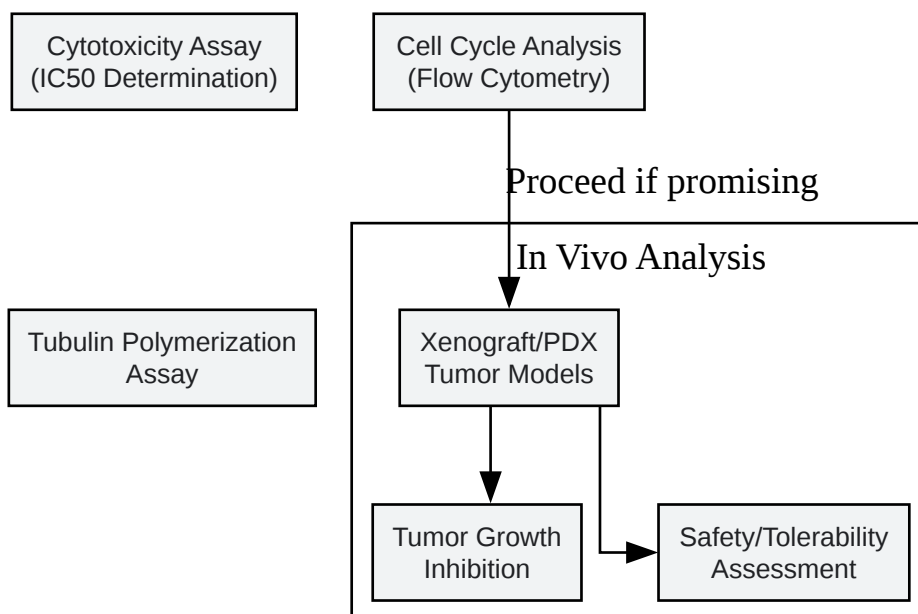 Cytotoxicity Assay
(IC50 Determination)
Cell Cycle Analysis
(Flow Cytometry)
Proceed if promising
In Vivo Analysis
Tubulin Polymerization
Assay
Xenograft/PDX
Tumor Models
Tumor Growth
Inhibition
Safety/Tolerability
Assessment